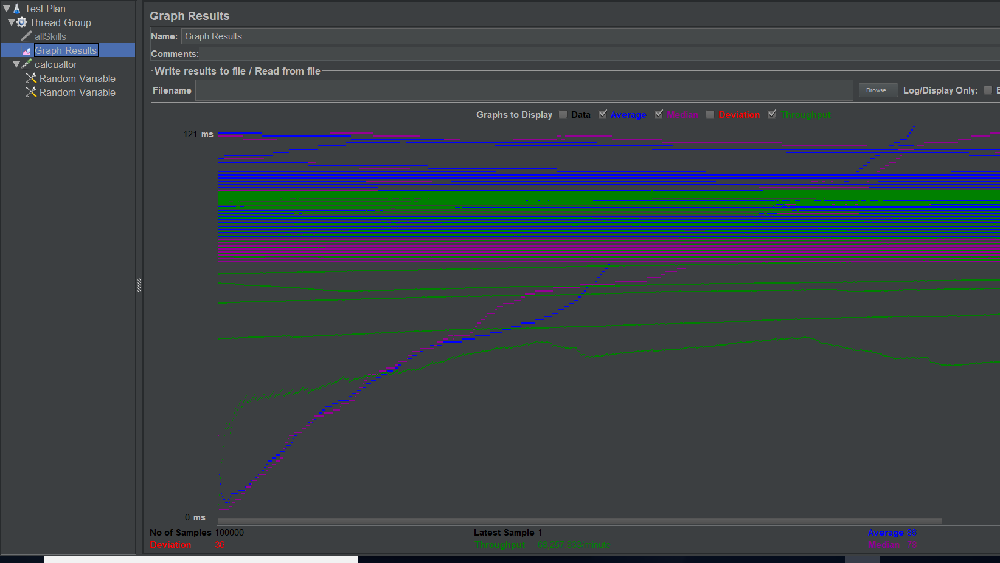 Test Plan
Thread Group
allSkills
Graph Results
calcualtor
Random Variable
Random Variable
Graph Results
Name: Graph Results
Comments:
Write results to file / Read from file
Filename
Browse...
Log/Display Only:
Graphs to Display
Data
Average
Median
Deviation
Throughput
121 ms
0 ms
No of Samples 100000
Latest Sample 1
Average 86
Deviation 36
Throughput 68,257.833/minute
Median